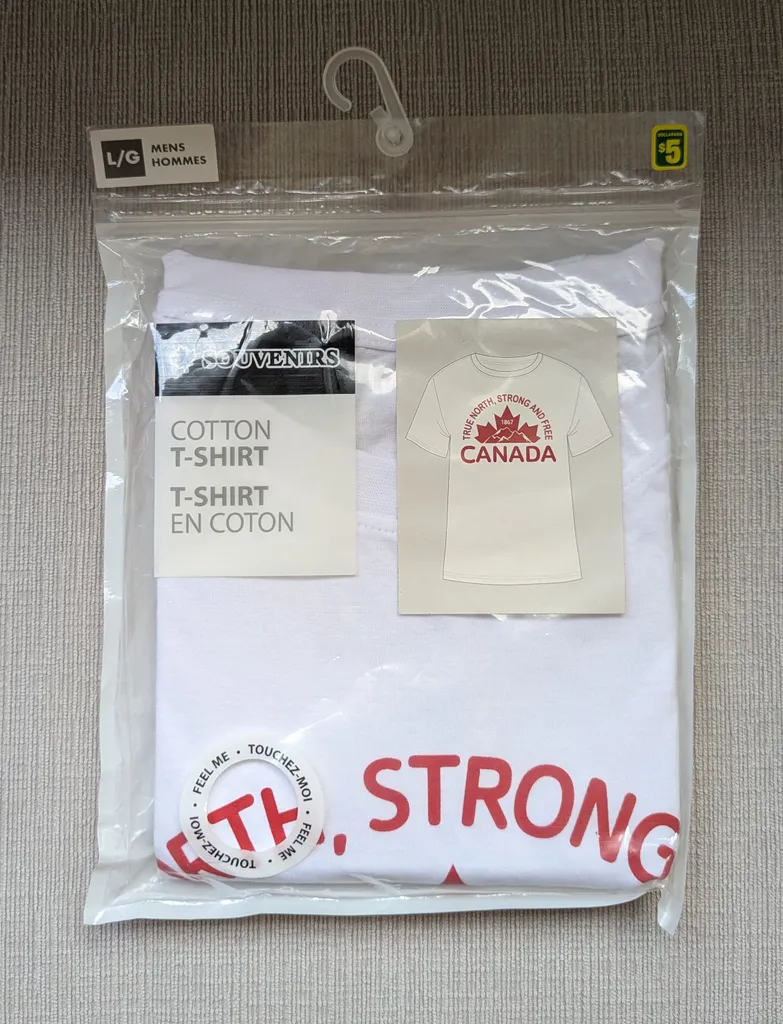 L/G MENS
HOMMES
DOLLARAMA
$5
SOUVENIRS
COTTON
T-SHIRT
T-SHIRT
EN COTON
TRUE NORTH, STRONG AND FREE
1867
CANADA
FEEL ME • TOUCHEZ-MOI • FEEL ME • TOUCHEZ-MOI •
RTH, STRONG